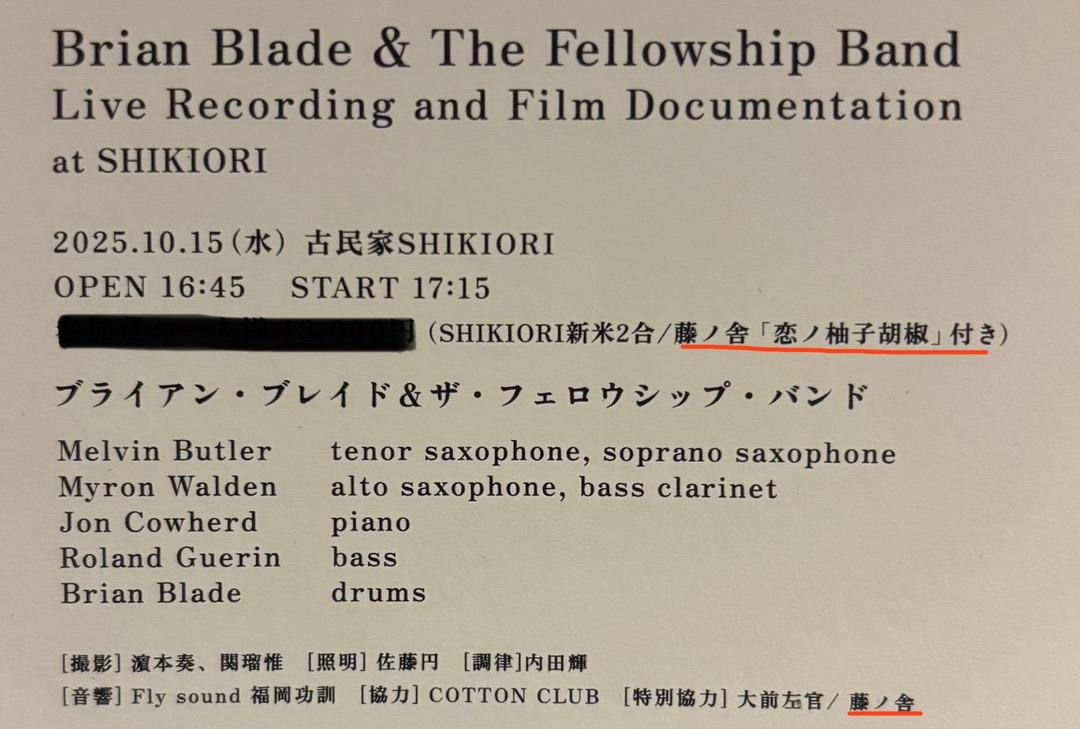 Brian Blade & The Fellowship Band
Live Recording and Film Documentation
at SHIKIORI
2025.10.15(水) 古民家SHIKIORI
OPEN 16:45 START 17:15
(SHIKIORI新米2合/藤ノ舎「恋ノ柚子胡椒」付き)
ブライアン・ブレイド&ザ・フェロウシップ・バンド
Melvin Butler tenor saxophone, soprano saxophone
Myron Walden alto saxophone, bass clarinet
Jon Cowherd piano
Roland Guerin bass
Brian Blade drums
[撮影] 濵本奏、関瑠惟 [照明] 佐藤円 [調律]内田輝
[音響] Fly sound 福岡功訓 [協力] COTTON CLUB [特別協力] 大前左官/ 藤ノ舎